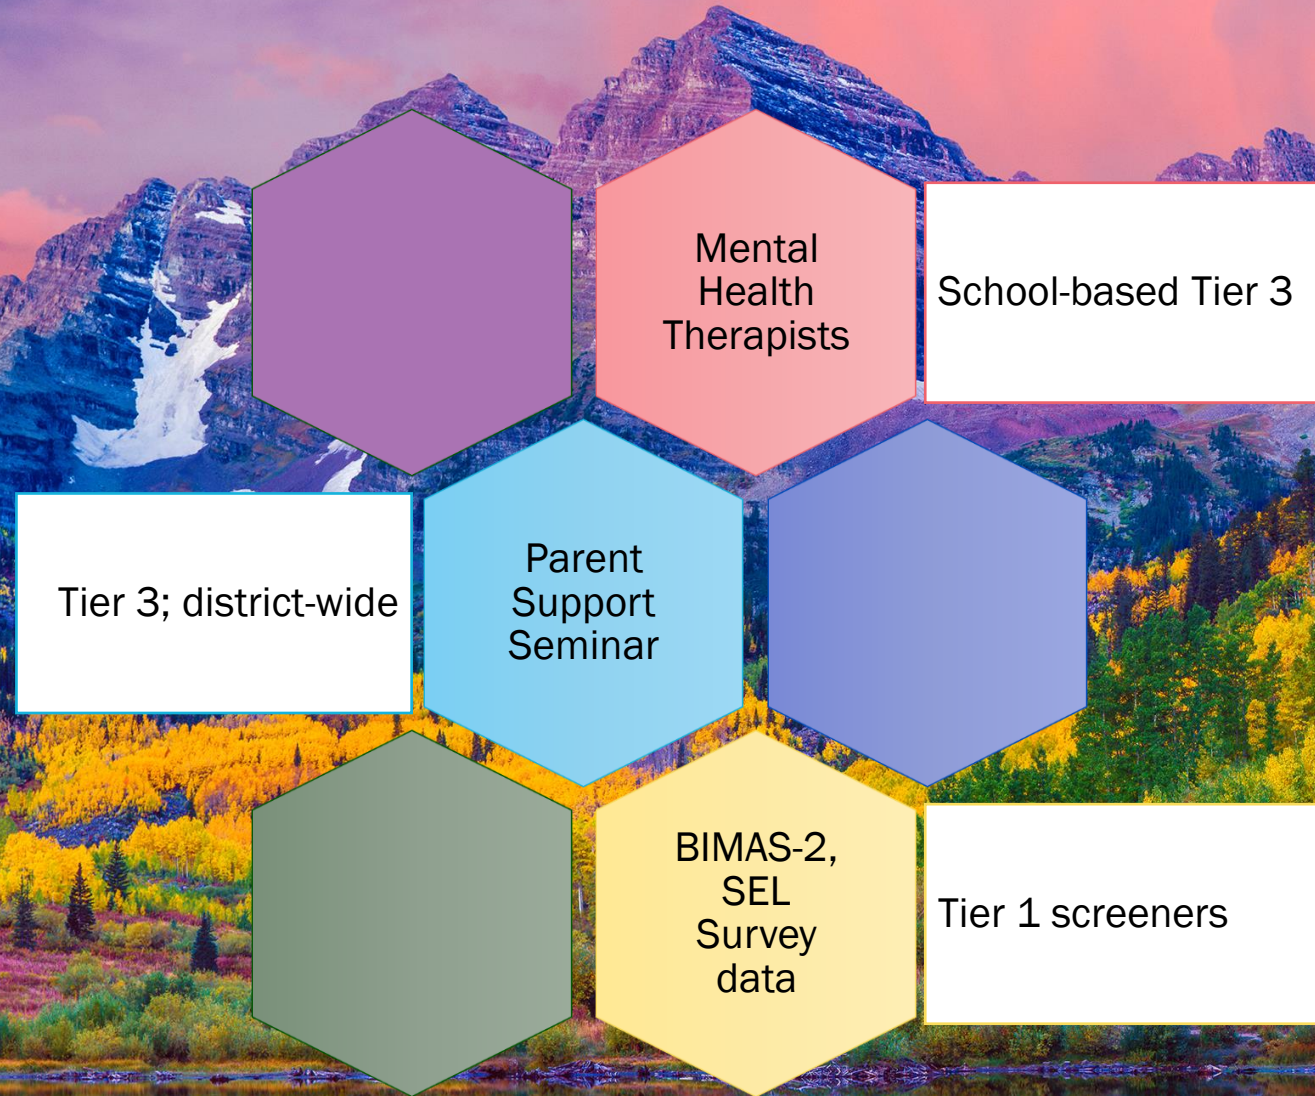 Mental
Health
Therapists
School-based Tier 3
Tier 3; district-wide
Parent
Support
Seminar
BIMAS-2,
SEL
Survey
data
Tier 1 screeners